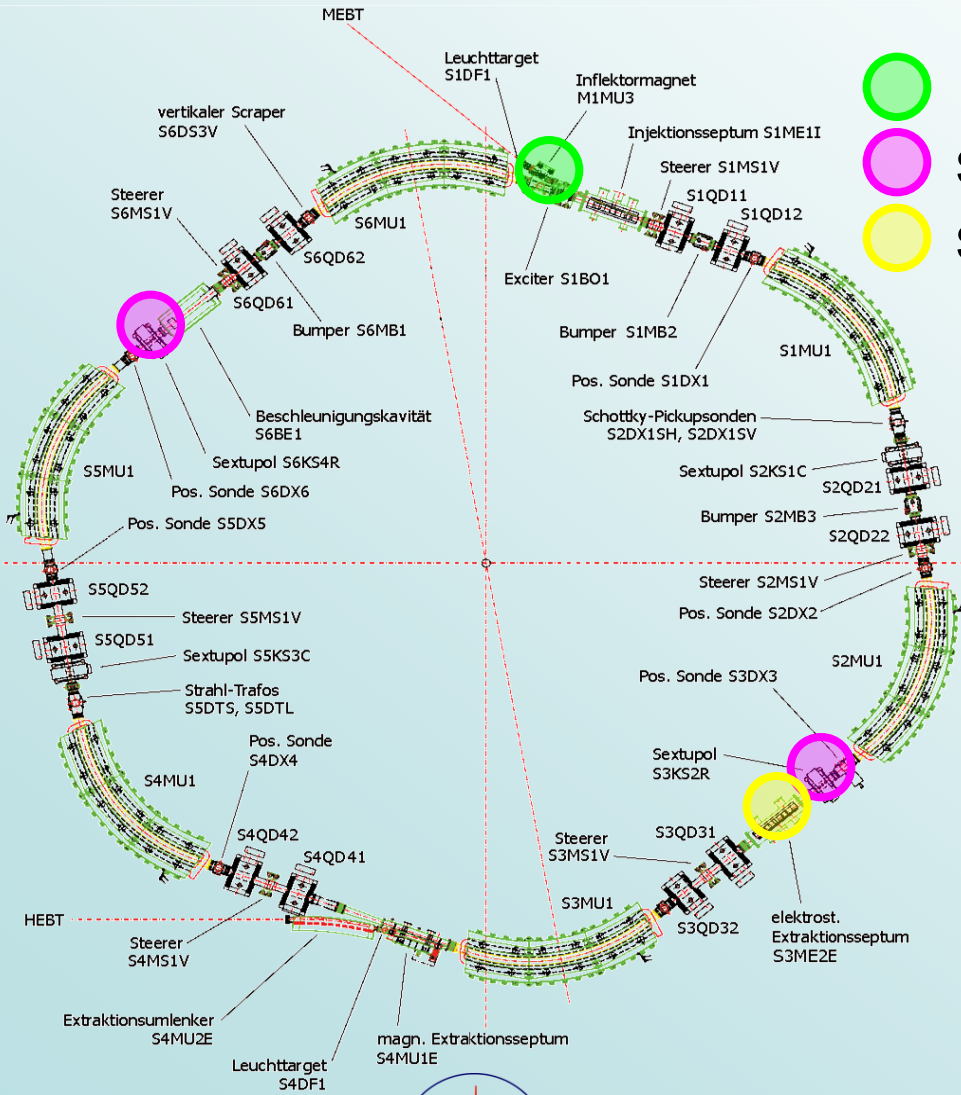 MEBT
Leuchttarget
S1DF1
Inflektormagnet
M1MU3
vertikaler Scraper
S6DS3V
Injektionsseptum S1ME1I
Steerer S1MS1V
Steerer
S6MS1V
S1QD11
S1QD12
S6MU1
S6QD62
S6QD61
Exciter S1BO1
Bumper S6MB1
Bumper S1MB2
S1MU1
Pos. Sonde S1DX1
Beschleunigungskavität
S6BE1
Schottky-Pickupsonden
S2DX1SH, S2DX1SV
Sextupol S6KS4R
S5MU1
Sextupol S2KS1C
S2QD21
Pos. Sonde S6DX6
Bumper S2MB3
Pos. Sonde S5DX5
S2QD22
S5QD52
Steerer S2MS1V
Steerer S5MS1V
Pos. Sonde S2DX2
S5QD51
Sextupol S5KS3C
S2MU1
Pos. Sonde S3DX3
Strahl-Trafos
S5DTS, S5DTL
Pos. Sonde
S4DX4
Sextupol
S3KS2R
S4MU1
Steerer
S3MS1V
S3QD31
S4QD42
S4QD41
S3MU1
HEBT
S3QD32
elektrost.
Extraktionsseptum
S3ME2E
Steerer
S4MS1V
Extraktionsumlenker
S4MU2E
magn. Extraktionsseptum
S4MU1E
Leuchttarget
S4DF1